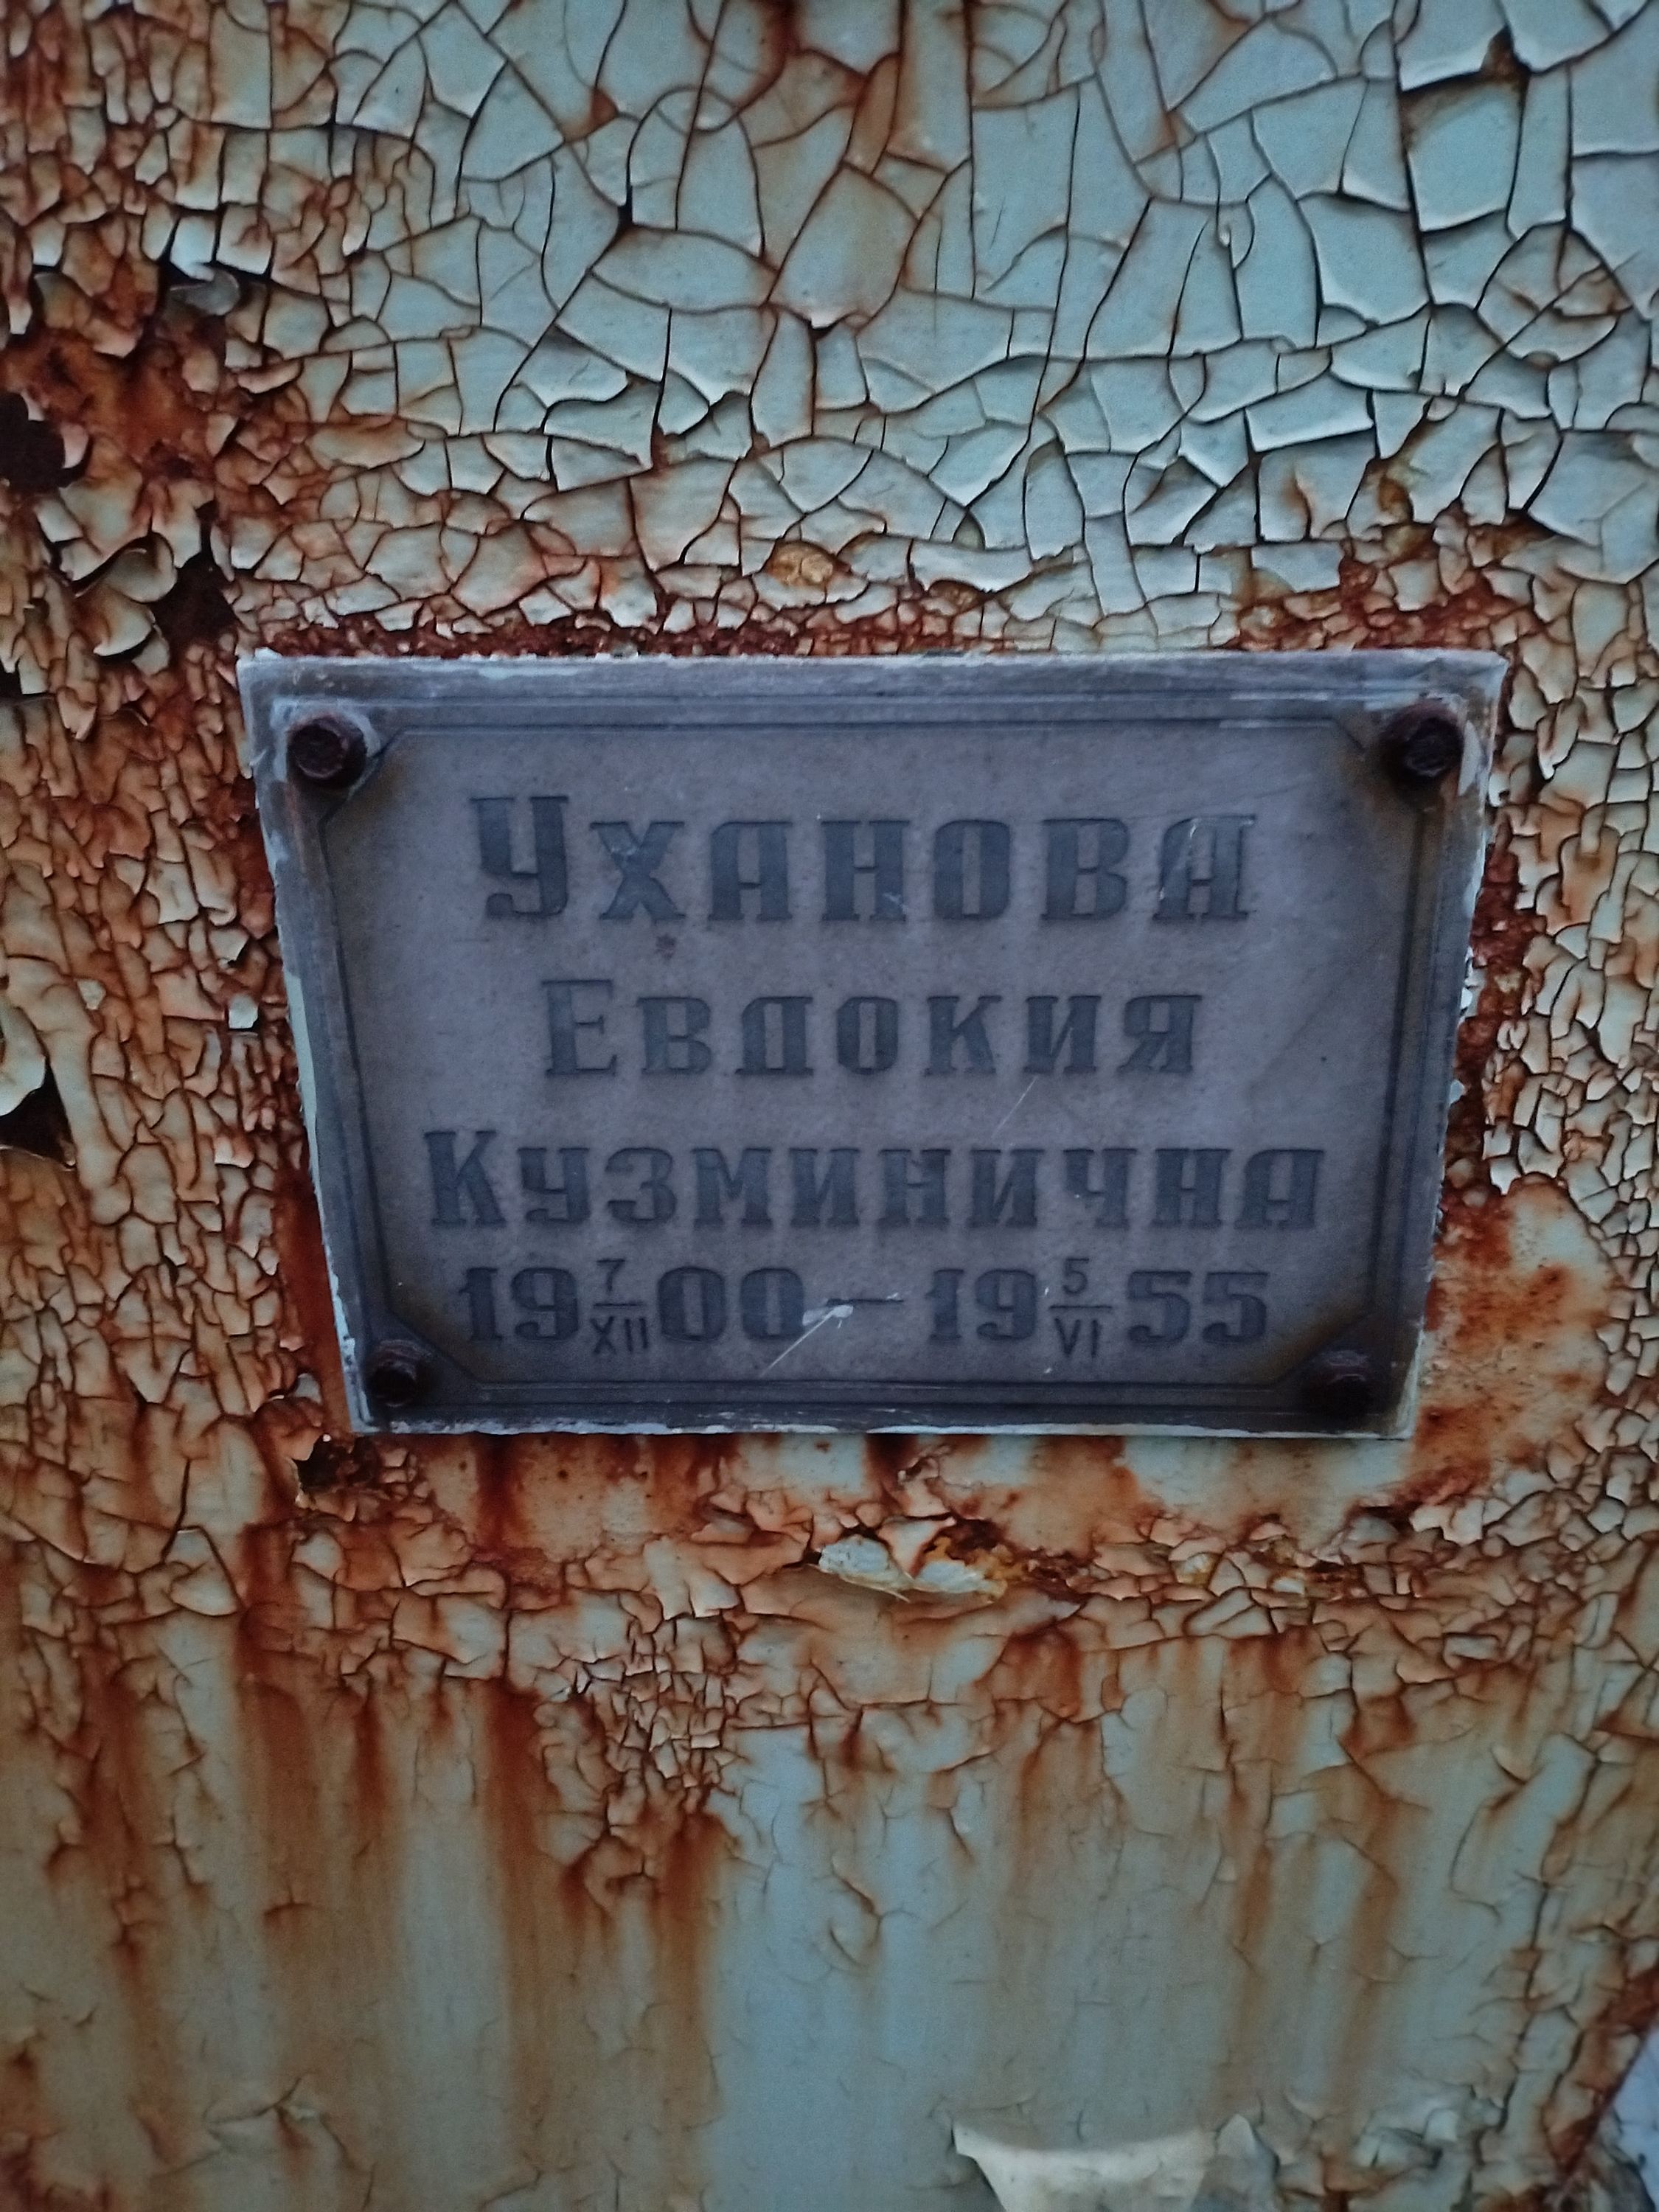 Уханова
Евдокия
Кузминична
19 7/XII 00 — 19 5/VI 55